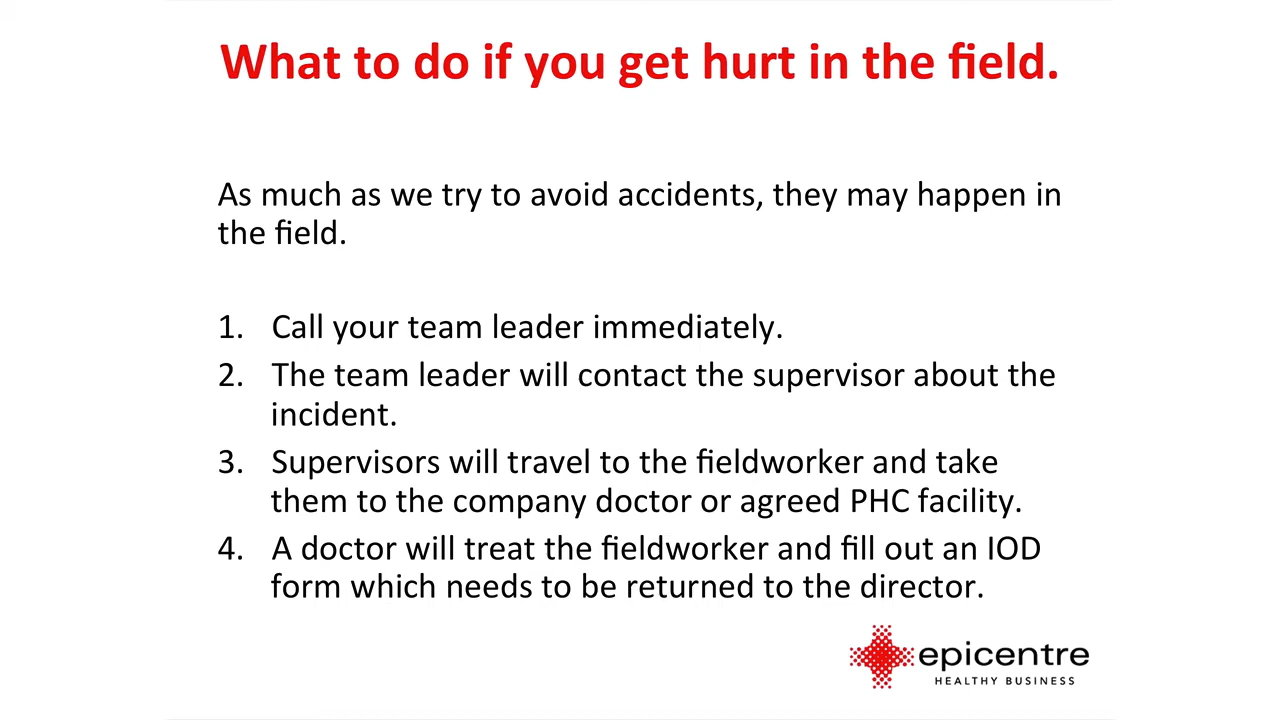 What to do if you get hurt in the field.
As much as we try to avoid accidents, they may happen in
the field.
1. Call your team leader immediately.
2. The team leader will contact the supervisor about the
incident.
3. Supervisors will travel to the fieldworker and take
them to the company doctor or agreed PHC facility.
4. A doctor will treat the fieldworker and fill out an IOD
form which needs to be returned to the director.
epicentre
HEALTHY BUSINESS